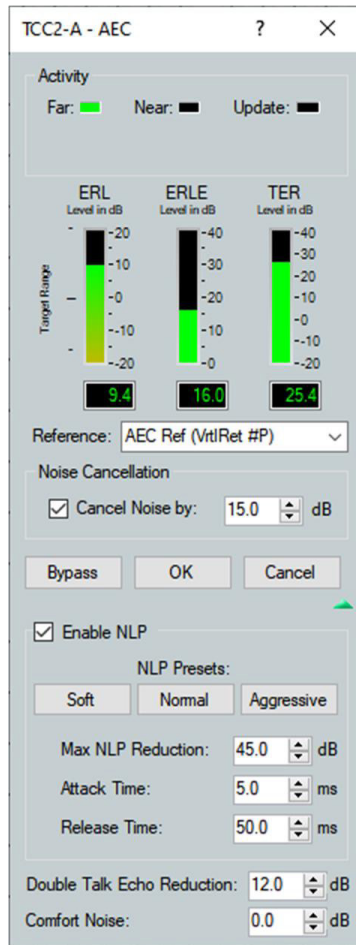 TCC2-A - AEC ? ×
Activity
Far: Near: Update:
ERL ERLE TER
Level in dB Level in dB Level in dB
Target Range
-20 -40 -40
-10 -30 -30
-0 -20 -20
-10 -10 -10
-20 -0 -0
-10
-20
9.4 16.0 25.4
Reference: AEC Ref (VrtlRet #P)
Noise Cancellation
Cancel Noise by: 15.0 dB
Bypass OK Cancel
Enable NLP
NLP Presets:
Soft Normal Aggressive
Max NLP Reduction: 45.0 dB
Attack Time: 5.0 ms
Release Time: 50.0 ms
Double Talk Echo Reduction: 12.0 dB
Comfort Noise: 0.0 dB